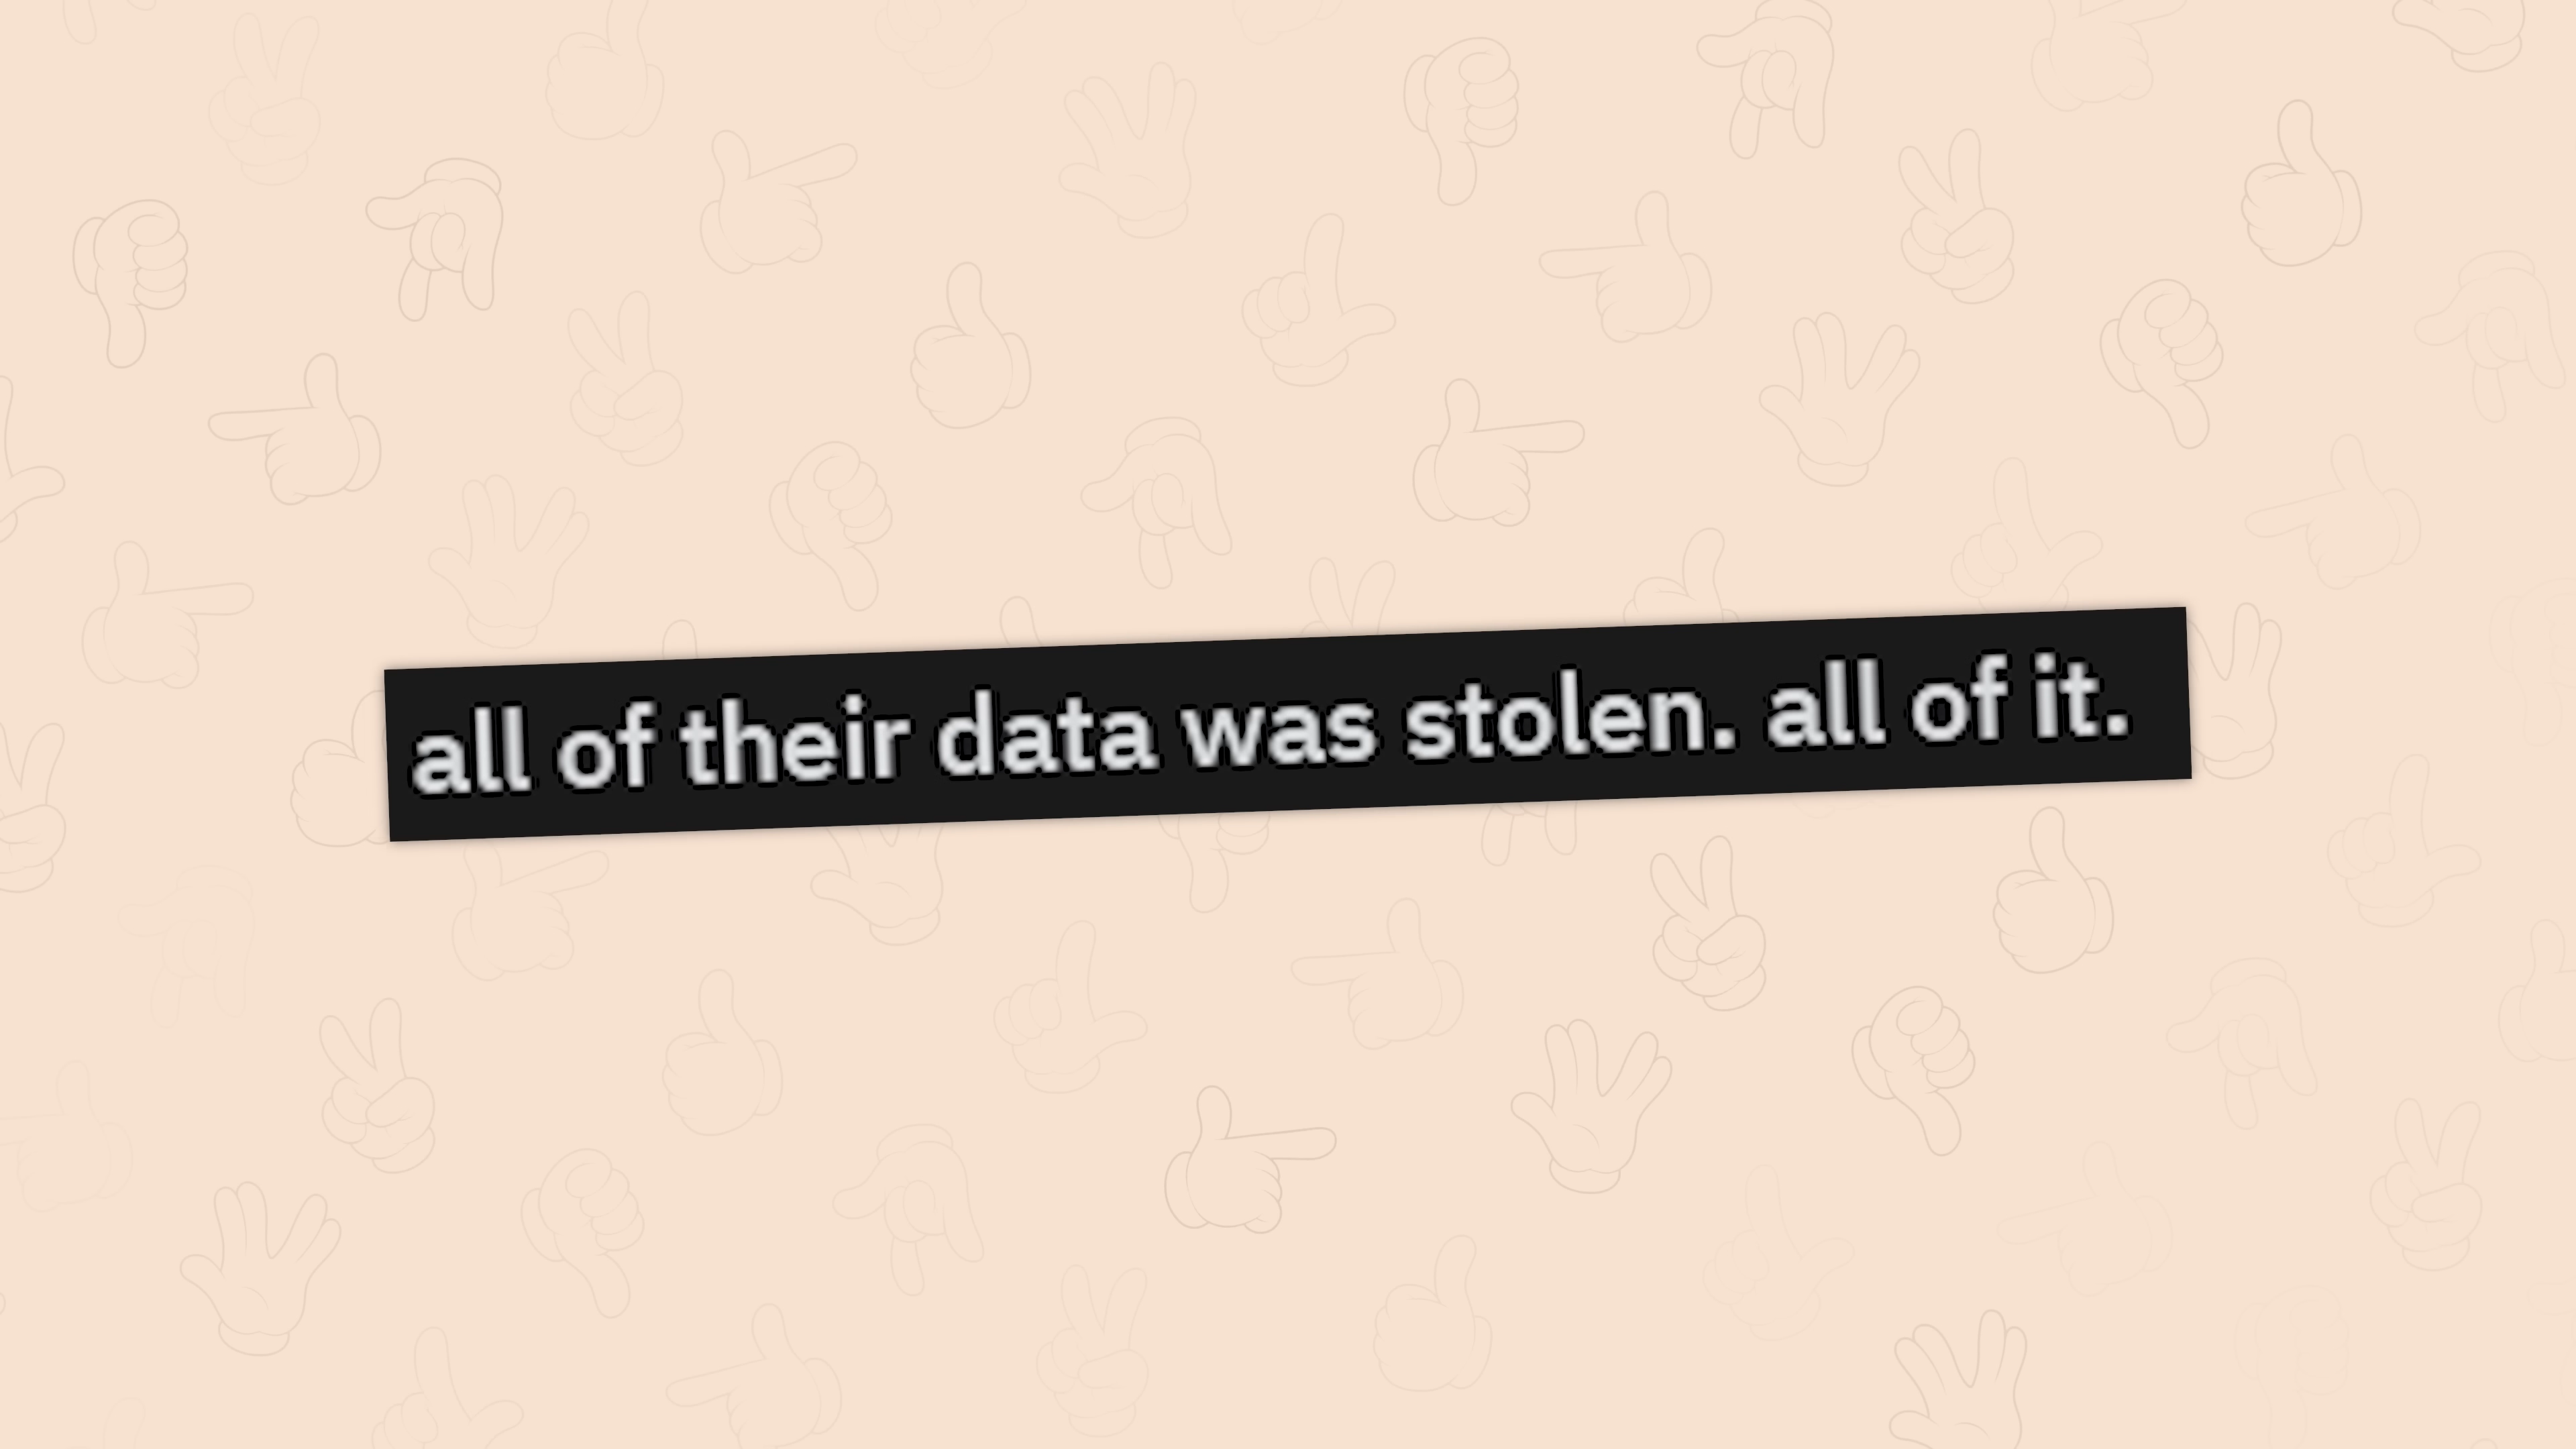 all of their data was stolen. all of it.